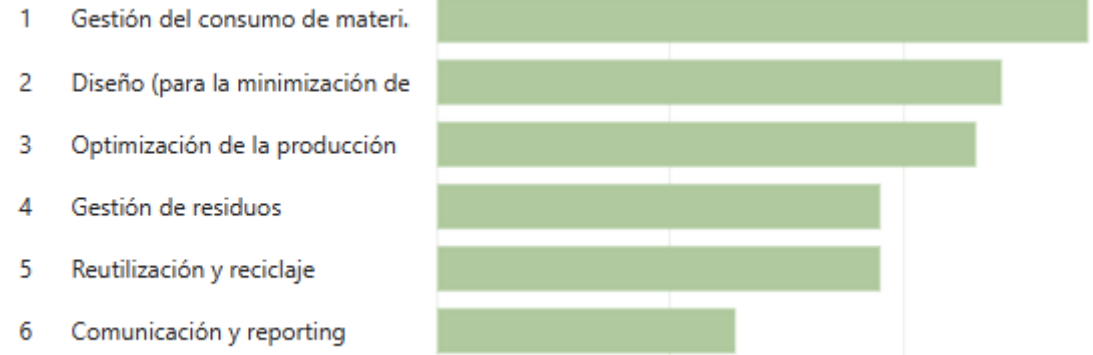 1 Gestión del consumo de materi.
2 Diseño (para la minimización de
3 Optimización de la producción
4 Gestión de residuos
5 Reutilización y reciclaje
6 Comunicación y reporting